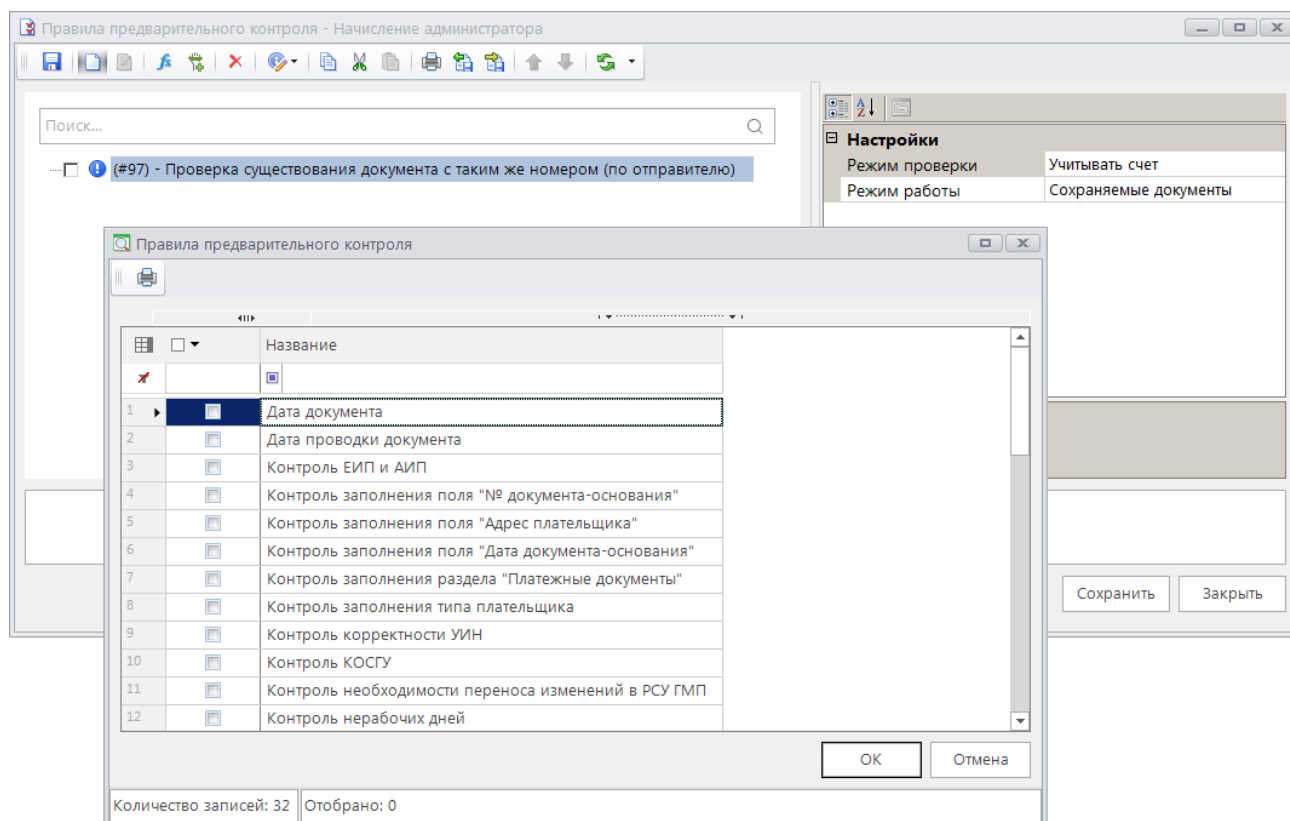 Правила предварительного контроля - Начисление администратора
Поиск...
(#97) - Проверка существования документа с таким же номером (по отправителю)
Настройки
Режим проверки Учитывать счет
Режим работы Сохраняемые документы
Правила предварительного контроля
Название
1 Дата документа
2 Дата проводки документа
3 Контроль ЕИП и АИП
4 Контроль заполнения поля "№ документа-основания"
5 Контроль заполнения поля "Адрес плательщика"
6 Контроль заполнения поля "Дата документа-основания"
7 Контроль заполнения раздела "Платежные документы"
8 Контроль заполнения типа плательщика
9 Контроль корректности УИН
10 Контроль КОСГУ
11 Контроль необходимости переноса изменений в РСУ ГМП
12 Контроль нерабочих дней
Сохранить Закрыть
ОК Отмена
Количество записей: 32 Отобрано: 0